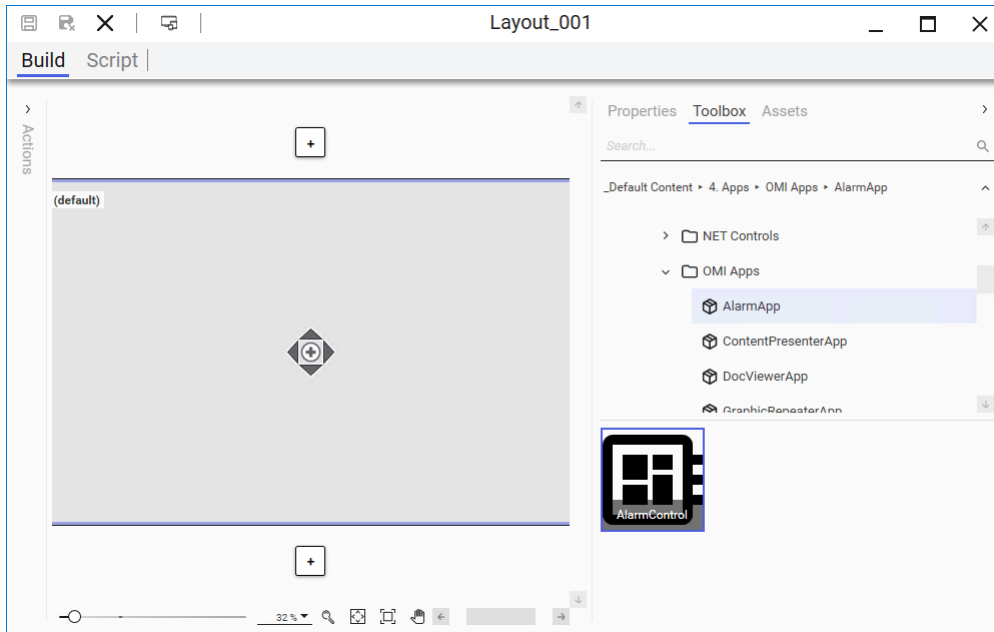 Layout_001
Build Script
Actions
(default)
+
+
32 %
Properties Toolbox Assets
Search...
_Default Content ▸ 4. Apps ▸ OMI Apps ▸ AlarmApp
NET Controls
OMI Apps
AlarmApp
ContentPresenterApp
DocViewerApp
GraphicRepeaterApp
AlarmControl